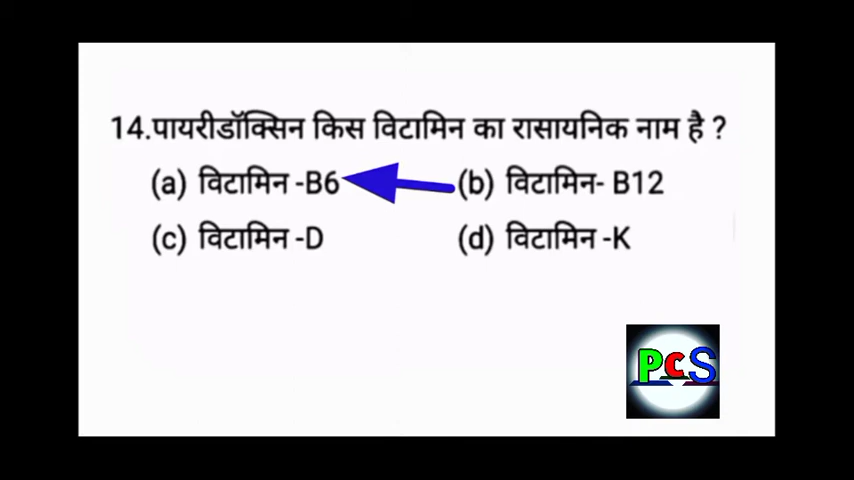 14.पायरीडॉक्सिन किस विटामिन का रासायनिक नाम है ?
(a) विटामिन -B6 (b) विटामिन- B12
(c) विटामिन -D (d) विटामिन -K
PcS